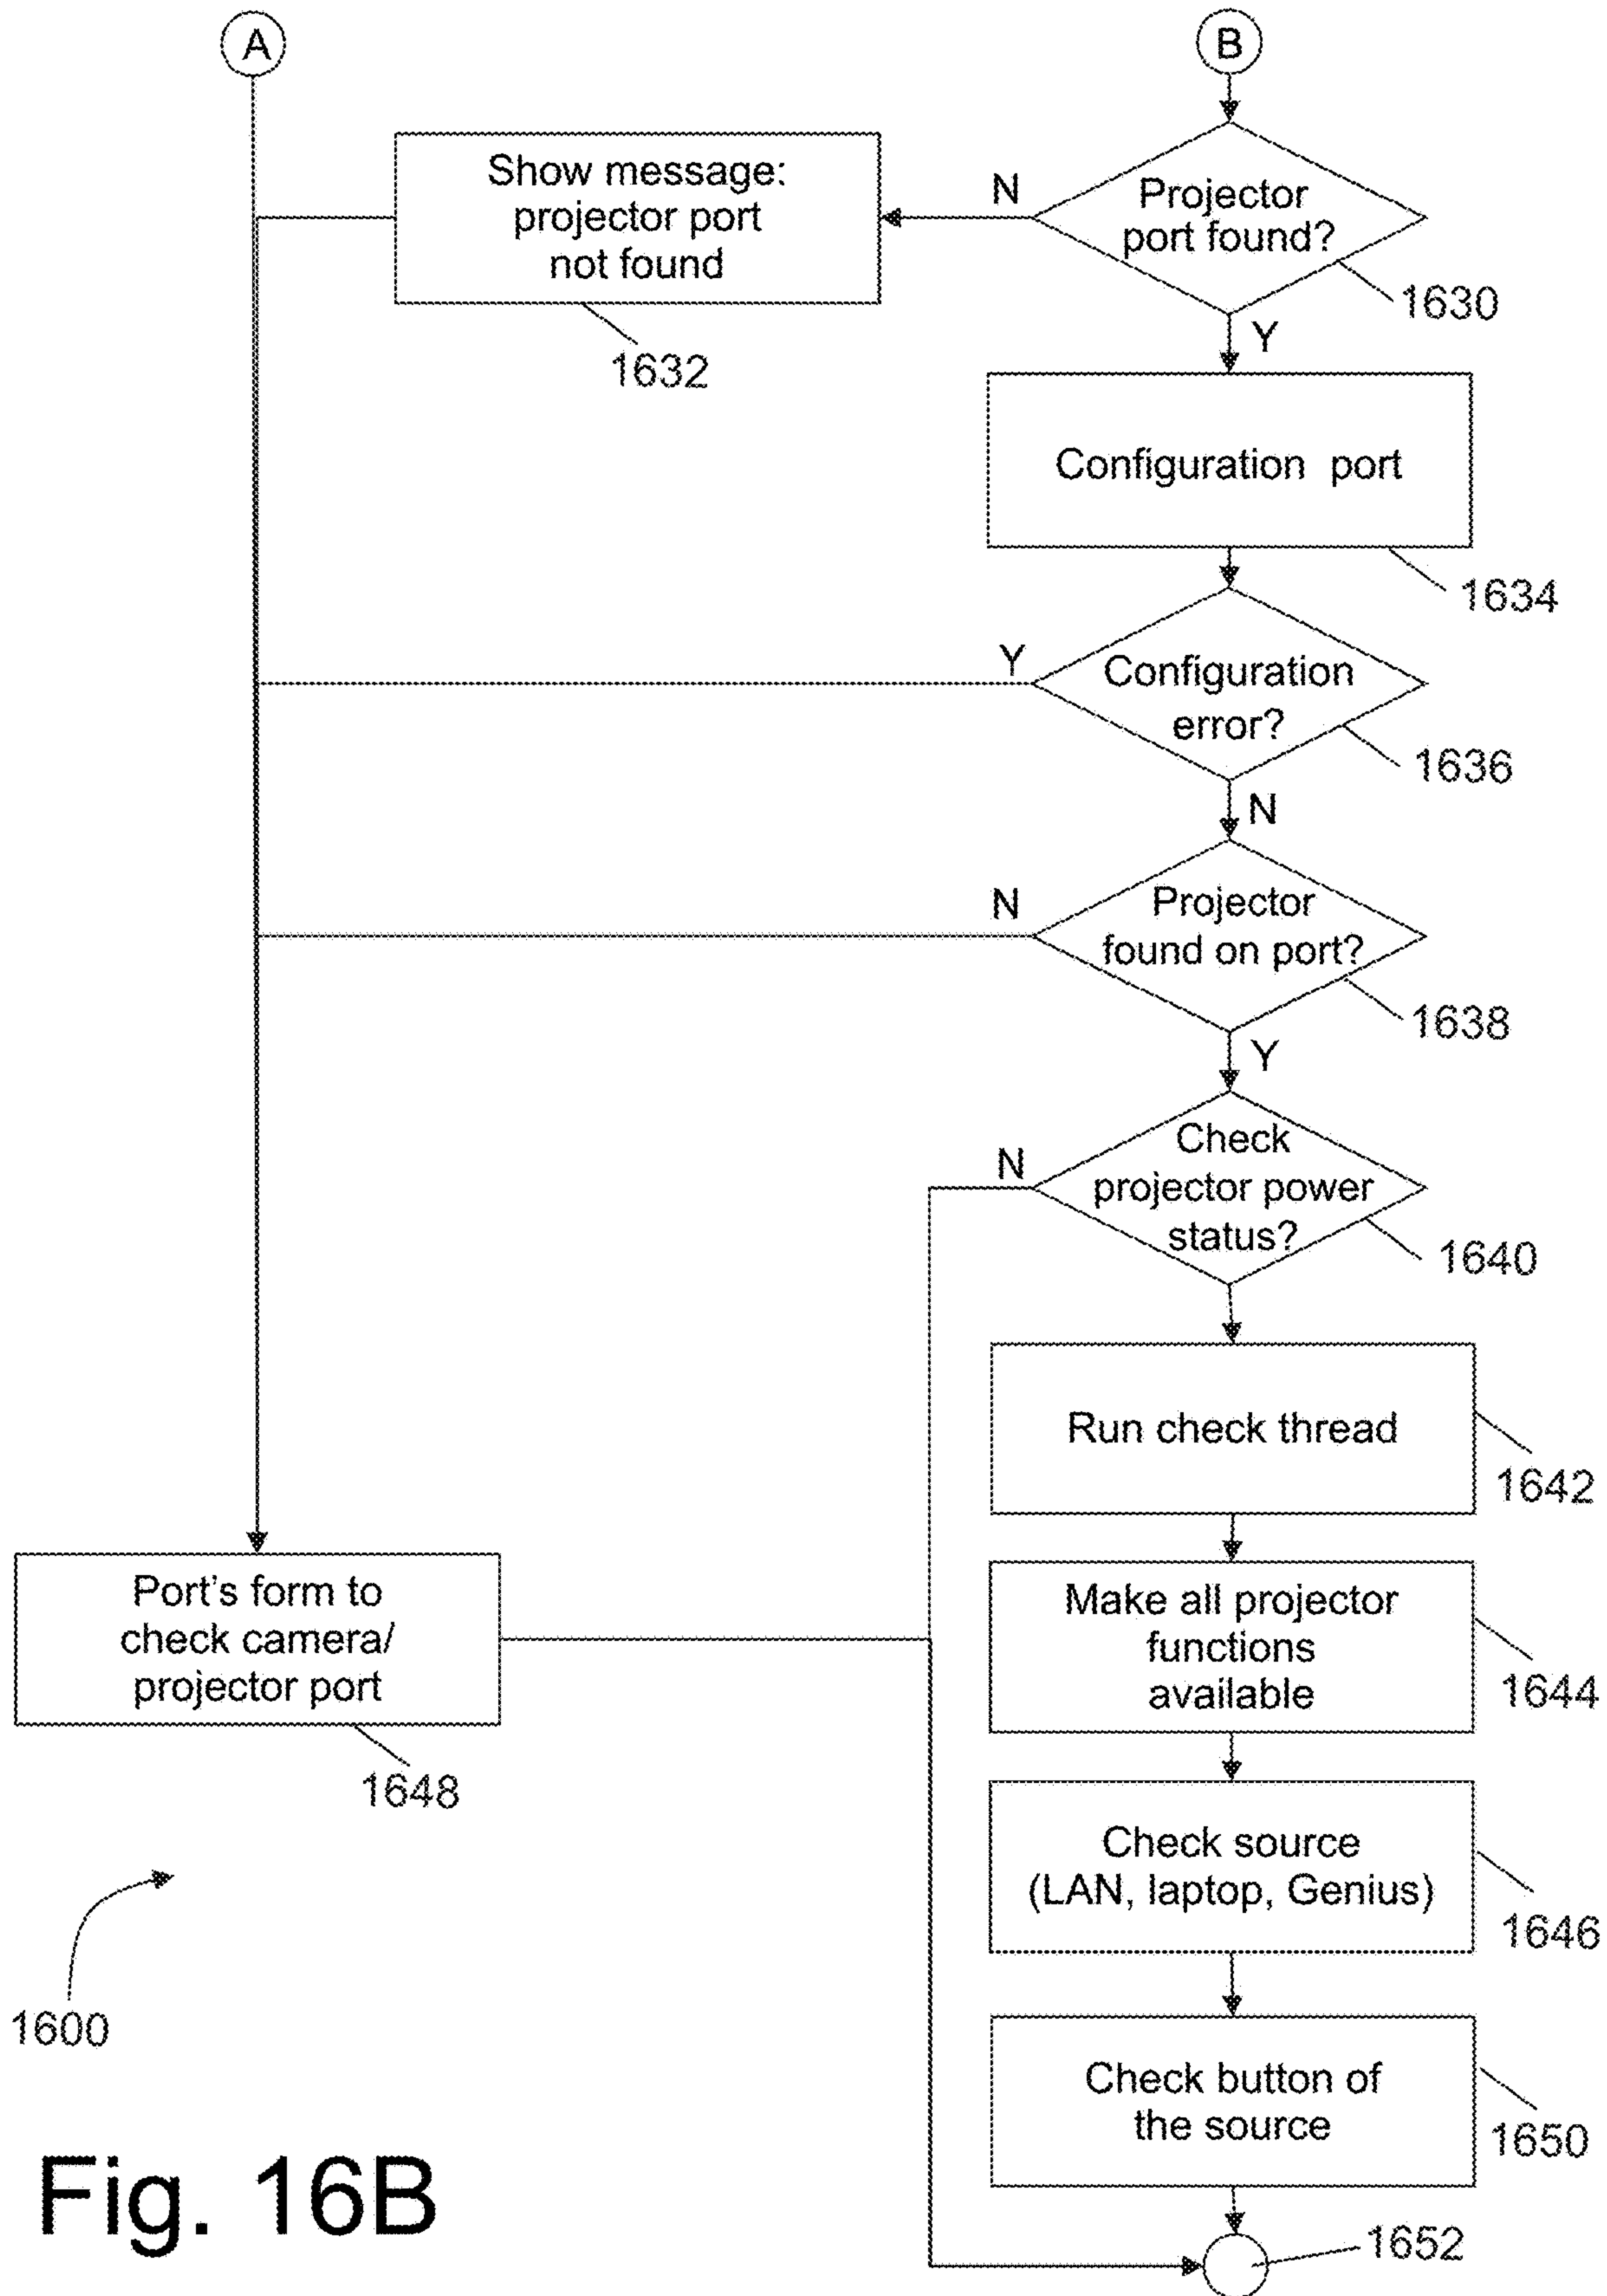 A
B
Show message:
projector port
not found
1632
N
Projector
port found?
1630
Y
Configuration port
1634
Y
Configuration
error?
1636
N
N
Projector
found on port?
1638
Y
N
Check
projector power
status?
1640
Run check thread
1642
Port's form to
check camera/
projector port
1648
Make all projector
functions
available
1644
Check source
(LAN, laptop, Genius)
1646
1600
Check button of
the source
1650
Fig. 16B
1652